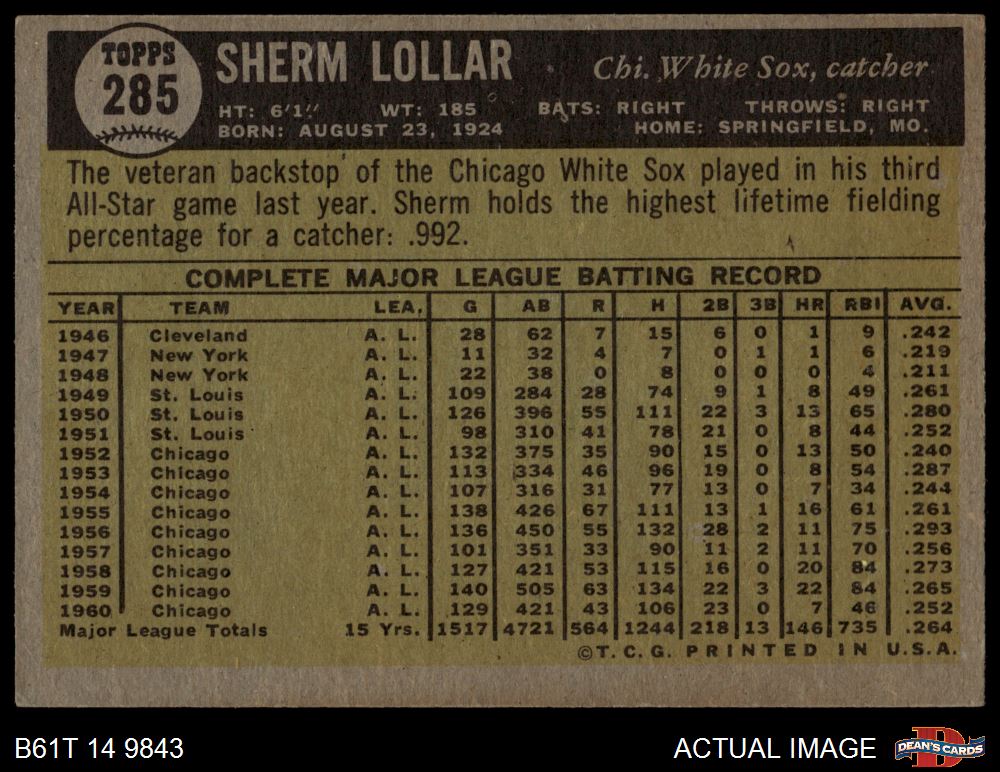 TOPPS
285
SHERM LOLLAR
Chi. White Sox, catcher
HT: 6'1" WT: 185 BATS: RIGHT THROWS: RIGHT
BORN: AUGUST 23, 1924 HOME: SPRINGFIELD, MO.
The veteran backstop of the Chicago White Sox played in his third
All-Star game last year. Sherm holds the highest lifetime fielding
percentage for a catcher: .992.
COMPLETE MAJOR LEAGUE BATTING RECORD
YEAR TEAM LEA. G AB R H 2B 3B HR RBI AVG.
1946 Cleveland A. L. 28 62 7 15 6 0 1 9 .242
1947 New York A. L. 11 32 4 7 0 1 1 6 .219
1948 New York A. L. 22 38 0 8 0 0 0 4 .211
1949 St. Louis A. L. 109 284 28 74 9 1 8 49 .261
1950 St. Louis A. L. 126 396 55 111 22 3 13 65 .280
1951 St. Louis A. L. 98 310 41 78 21 0 8 44 .252
1952 Chicago A. L. 132 375 35 90 15 0 13 50 .240
1953 Chicago A. L. 113 334 46 96 19 0 8 54 .287
1954 Chicago A. L. 107 316 31 77 13 0 7 34 .244
1955 Chicago A. L. 138 426 67 111 13 1 16 61 .261
1956 Chicago A. L. 136 450 55 132 28 2 11 75 .293
1957 Chicago A. L. 101 351 33 90 11 2 11 70 .256
1958 Chicago A. L. 127 421 53 115 16 0 20 84 .273
1959 Chicago A. L. 140 505 63 134 22 3 22 84 .265
1960 Chicago A. L. 129 421 43 106 23 0 7 46 .252
Major League Totals 15 Yrs. 1517 4721 564 1244 218 13 146 735 .264
©T.C.G. PRINTED IN U.S.A.
B61T 14 9843
ACTUAL IMAGE
D
DEAN'S CARDS